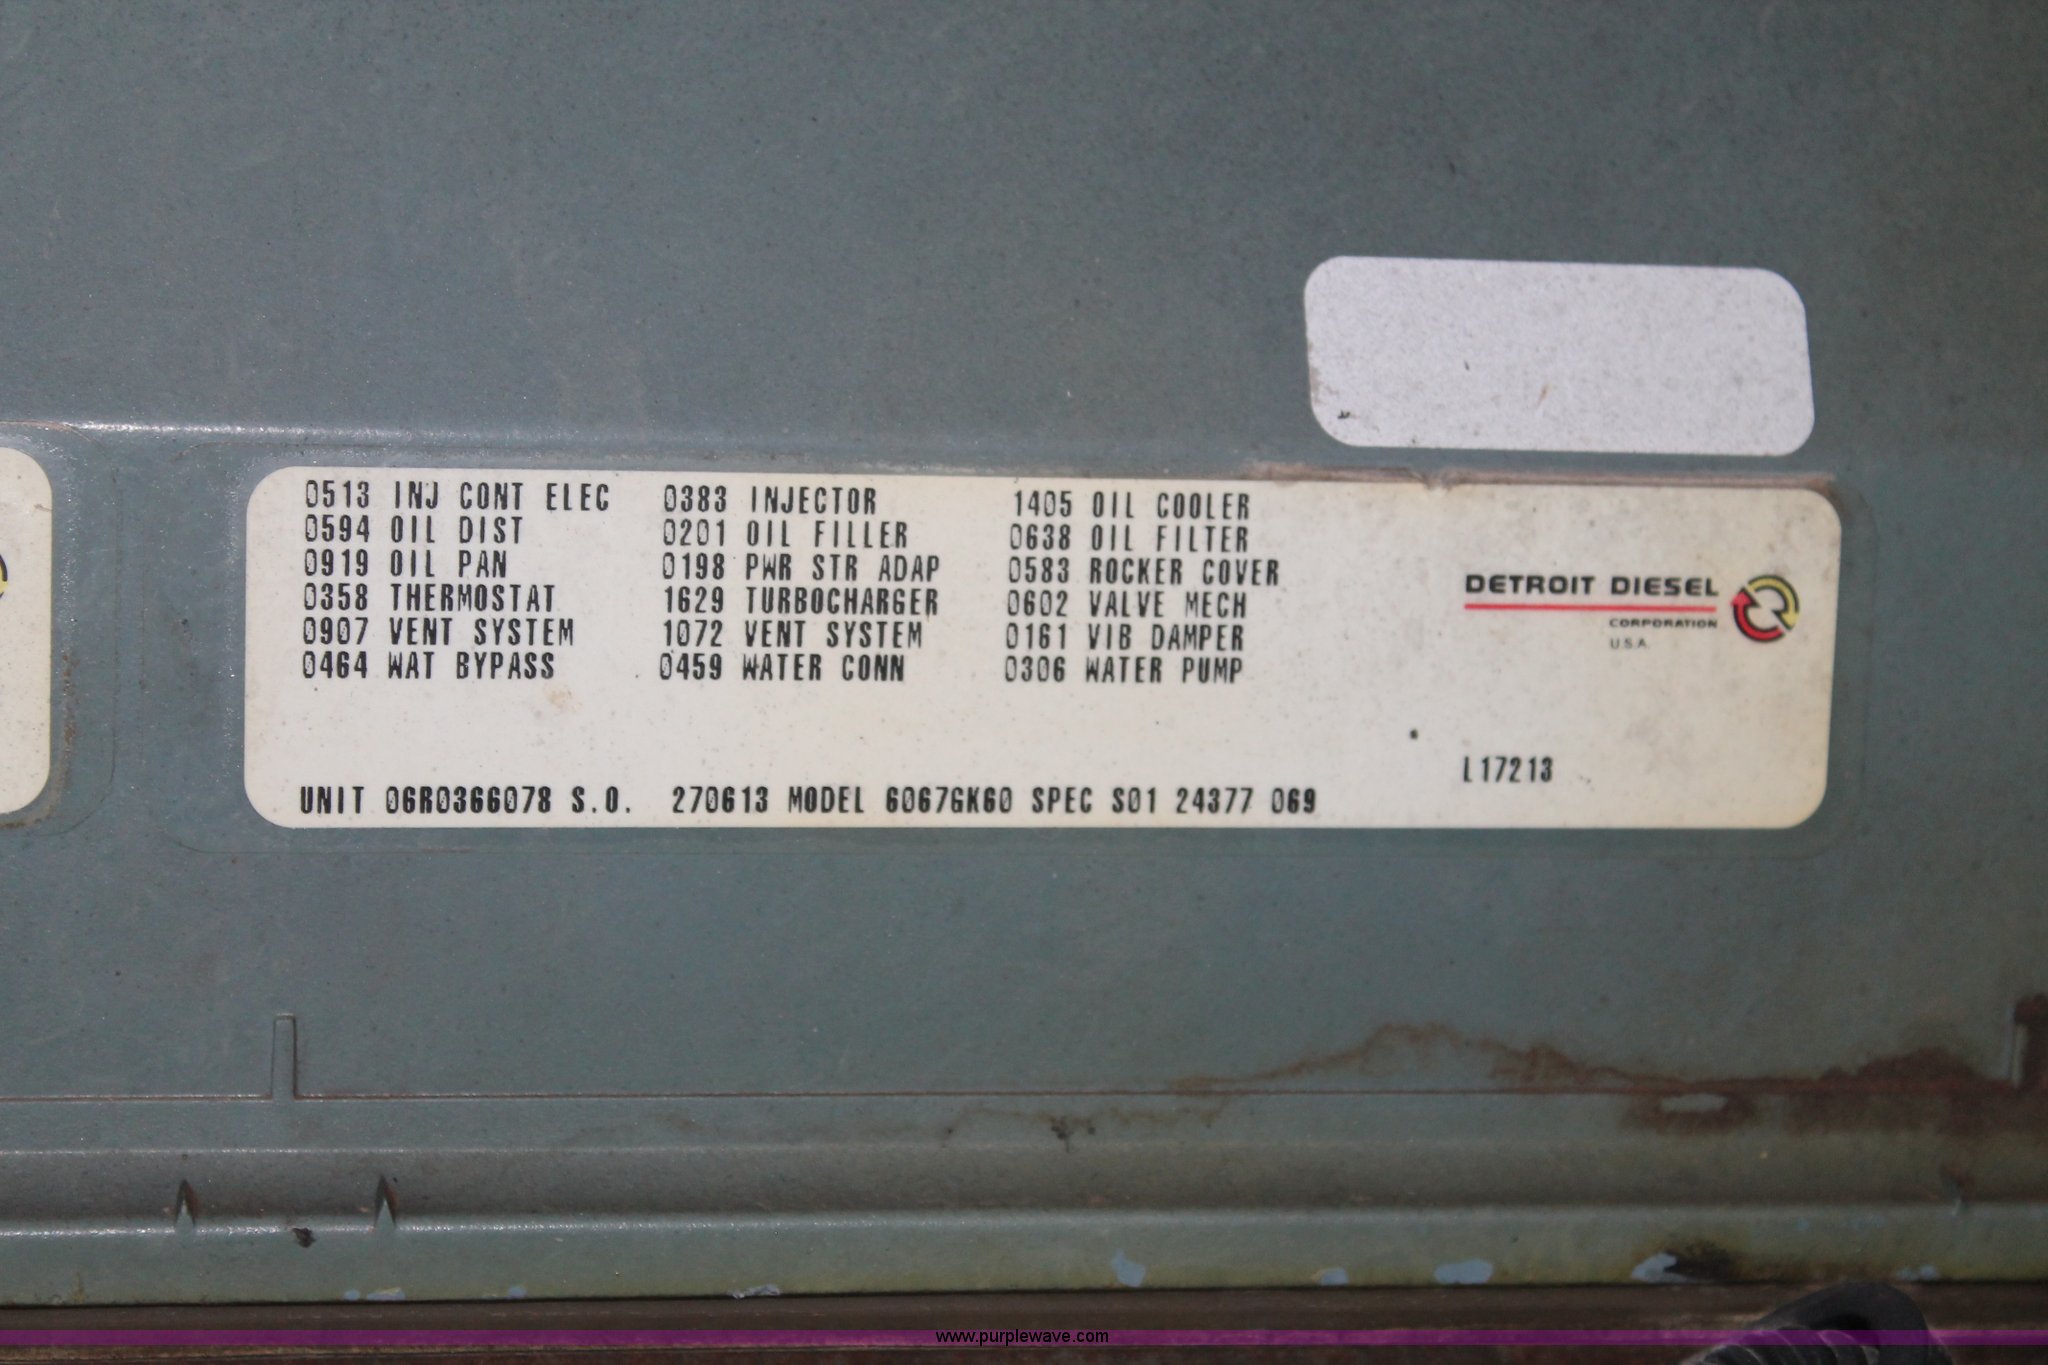 0513 INJ CONT ELEC 0383 INJECTOR 1405 OIL COOLER
0594 OIL DIST 0201 OIL FILLER 0638 OIL FILTER
0919 OIL PAN 0198 PWR STR ADAP 0583 ROCKER COVER
0358 THERMOSTAT 1629 TURBOCHARGER 0602 VALVE MECH
0907 VENT SYSTEM 1072 VENT SYSTEM 0161 VIB DAMPER
0464 WAT BYPASS 0459 WATER CONN 0306 WATER PUMP
DETROIT DIESEL
CORPORATION
U.S.A.
L17213
UNIT 06R0366078 S.O. 270613 MODEL 6067GK60 SPEC S01 24377 069
www.purplewave.com